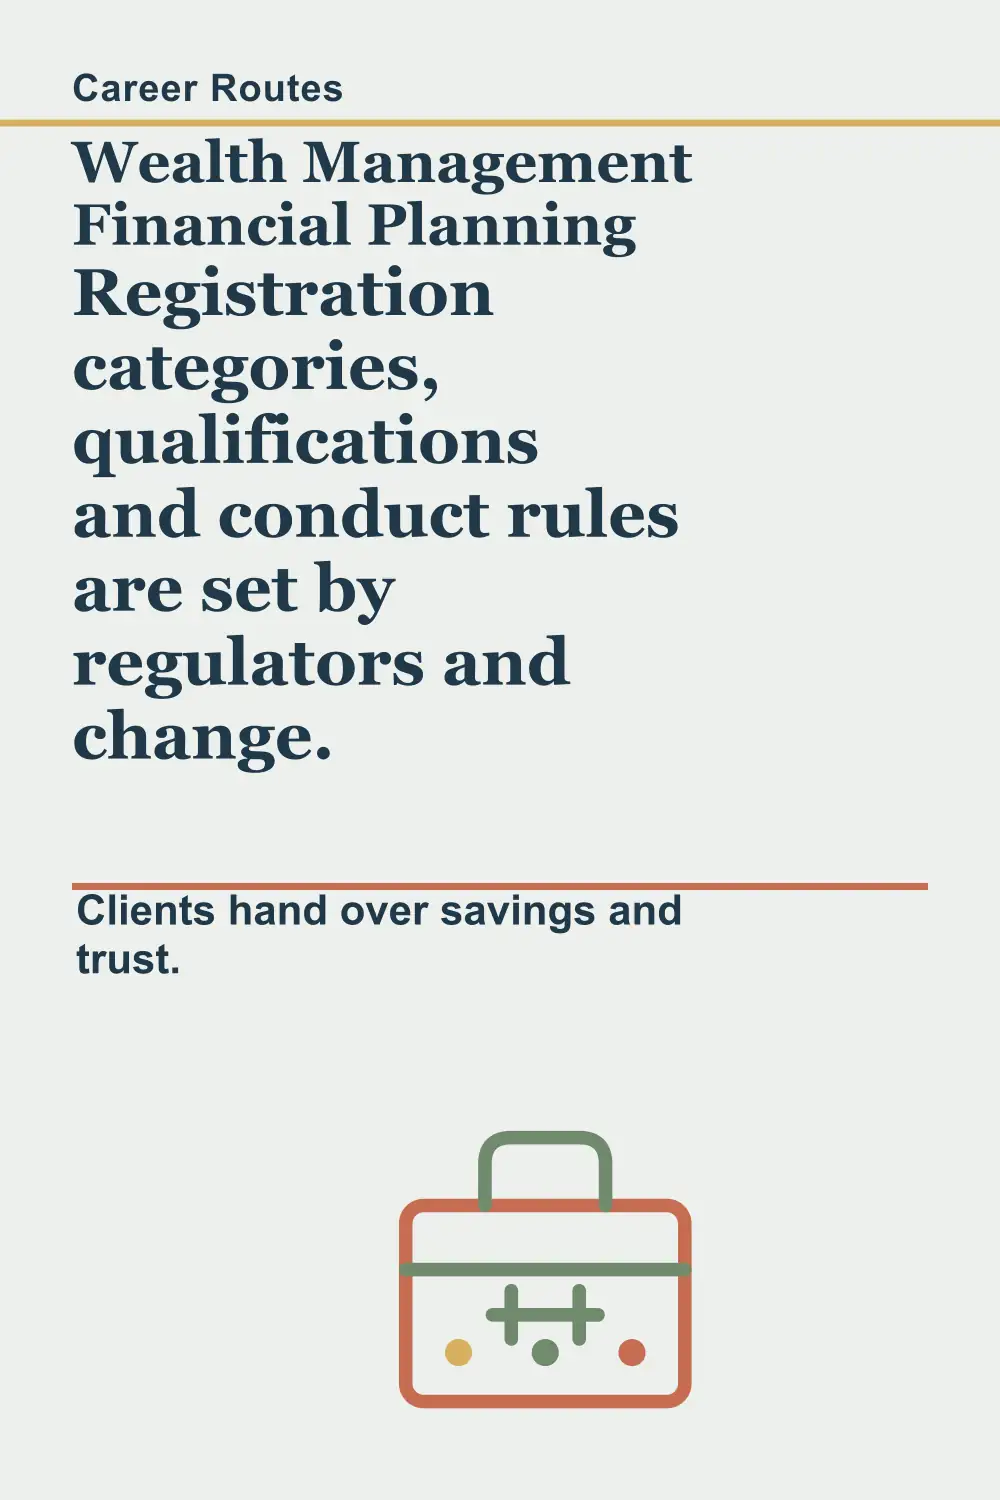 Career Routes
Wealth Management
Financial Planning
Registration
categories,
qualifications
and conduct rules
are set by
regulators and
change.
Clients hand over savings and
trust.